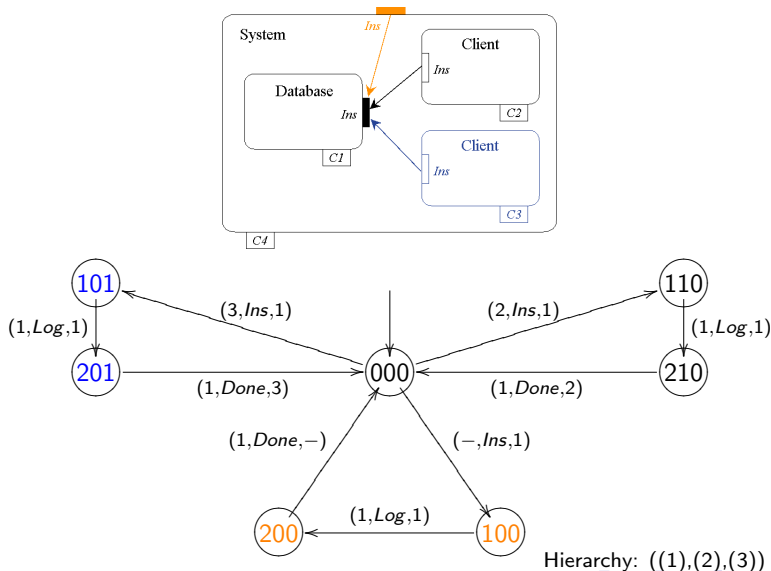 Ins
System
Client
Ins
Database
Ins
C2
Client
C1
Ins
C3
C4
101
110
(3,Ins,1)
(2,Ins,1)
(1,Log,1)
(1,Log,1)
201
000
210
(1,Done,3)
(1,Done,2)
(1,Done,−)
(−,Ins,1)
(1,Log,1)
200
100
Hierarchy: ((1),(2),(3))